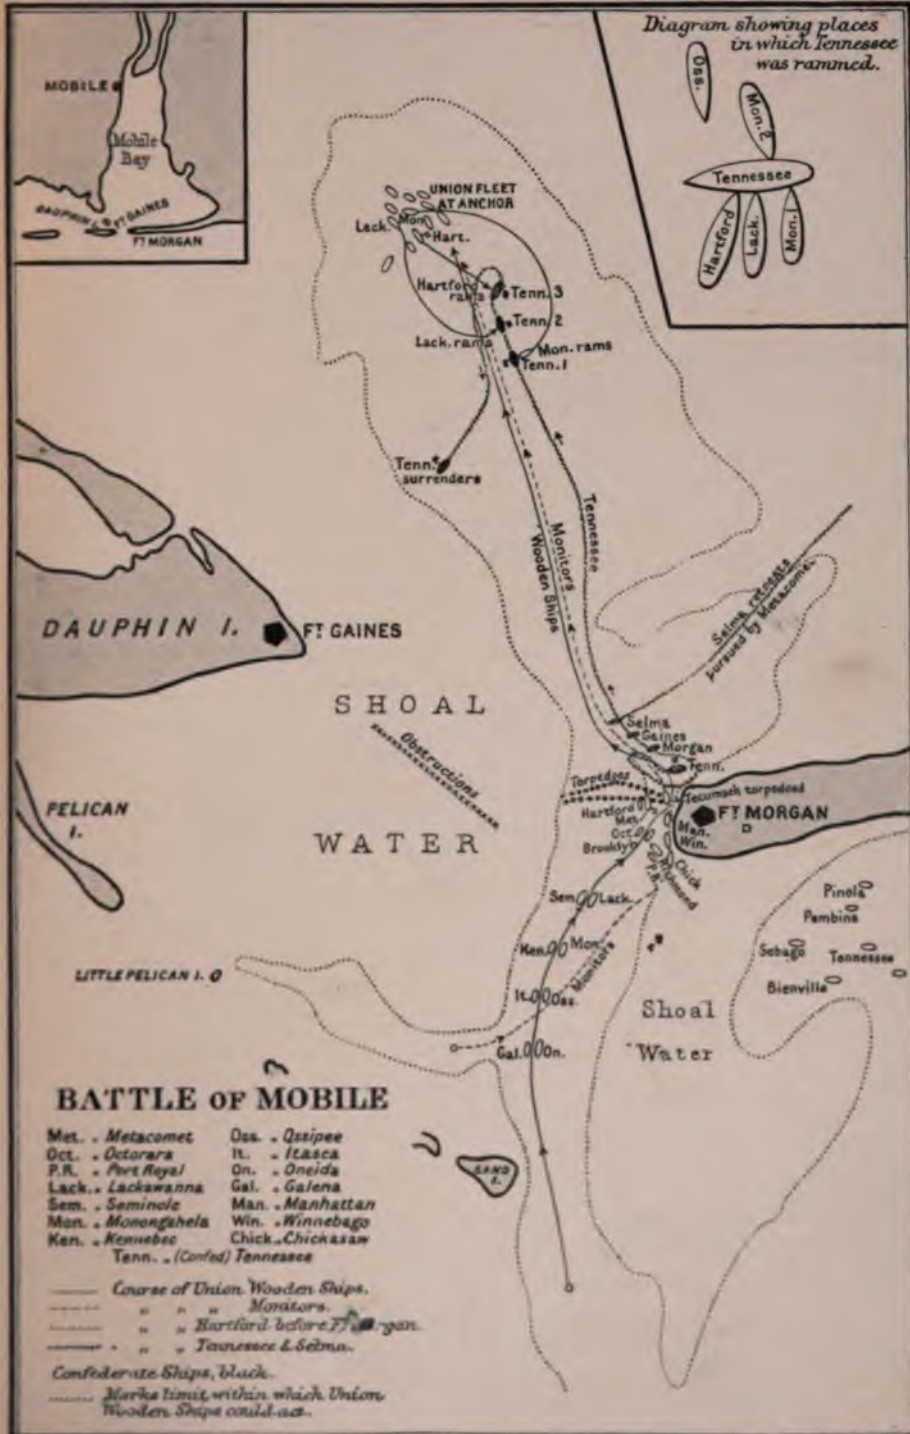 MOBILE
Mobile
Bay
DAUPHIN I.
FT. GAINES
FT. MORGAN
Diagram showing places
in which Tennessee
was rammed.
Oss.
Mon. 2
Tennessee
Hartford
Lack.
Mon. 1
UNION FLEET
AT ANCHOR
Lack.
Mon.
Hart.
Hartford
rams
Tenn. 3
Tenn. 2
Lack. rams
Mon. rams
Tenn. 1
Tenn.
surrenders
Tennessee
Monitors
Wooden Ships
Selma retreats
pursued by Metacomet
DAUPHIN I.
FT. GAINES
SHOAL
Obstructions
WATER
Selma
Gaines
Morgan
Tenn.
Torpedoes
Tecumseh torpedoed
Hartford
Met.
Oct.
Brooklyn
FT. MORGAN
Man.
Win.
Chick
Richmond
P.R.
PELICAN
I.
Sem.
Lack.
Ken.
Mon.
Monitors
It.
Oss.
Gal.
On.
Pinola
Pembina
Sebago
Tennessee
Bienville
LITTLE PELICAN I.
Shoal
Water
BATTLE OF MOBILE
Met. „ Metacomet Oss. „ Ossipee
Oct. „ Octorara It. „ Itasca
P.R. „ Port Royal On. „ Oneida
Lack. „ Lackawanna Gal. „ Galena
Sem. „ Seminole Man. „ Manhattan
Mon. „ Monongahela Win. „ Winnebago
Ken. „ Kennebec Chick. „ Chickasaw
Tenn. „ (Confed) Tennessee
SAND
I.
Course of Union Wooden Ships.
„ „ „ Monitors.
„ „ Hartford before Ft. -gan.
„ „ Tennessee & Selma.
Confederate Ships, black.
Marks limit within which Union
Wooden Ships could act.